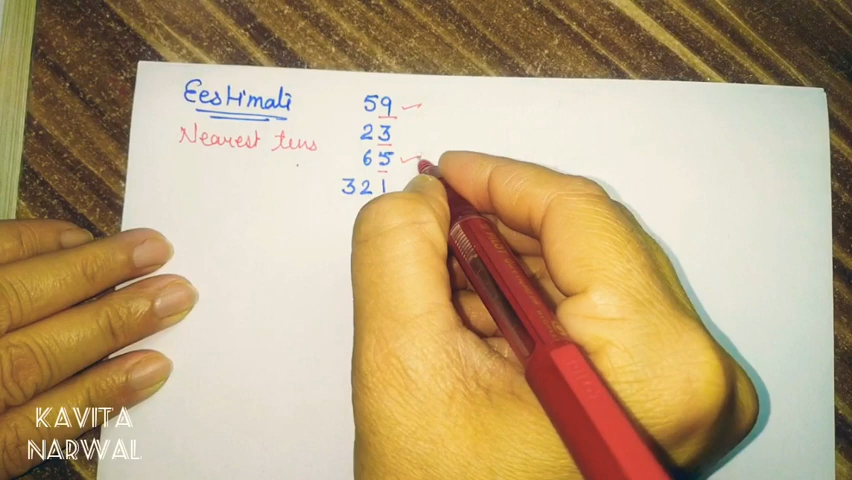 Eestimati
Nearest tens
59
23
65
321
KAVITA
NARWAL